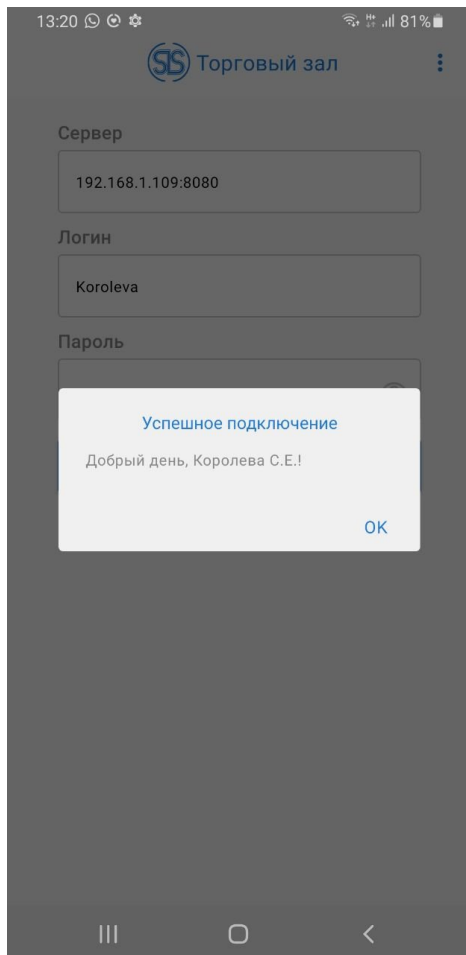 13:20 81%
SIS Торговый зал
Сервер
192.168.1.109:8080
Логин
Koroleva
Пароль
Успешное подключение
Добрый день, Королева С.Е.!
OK